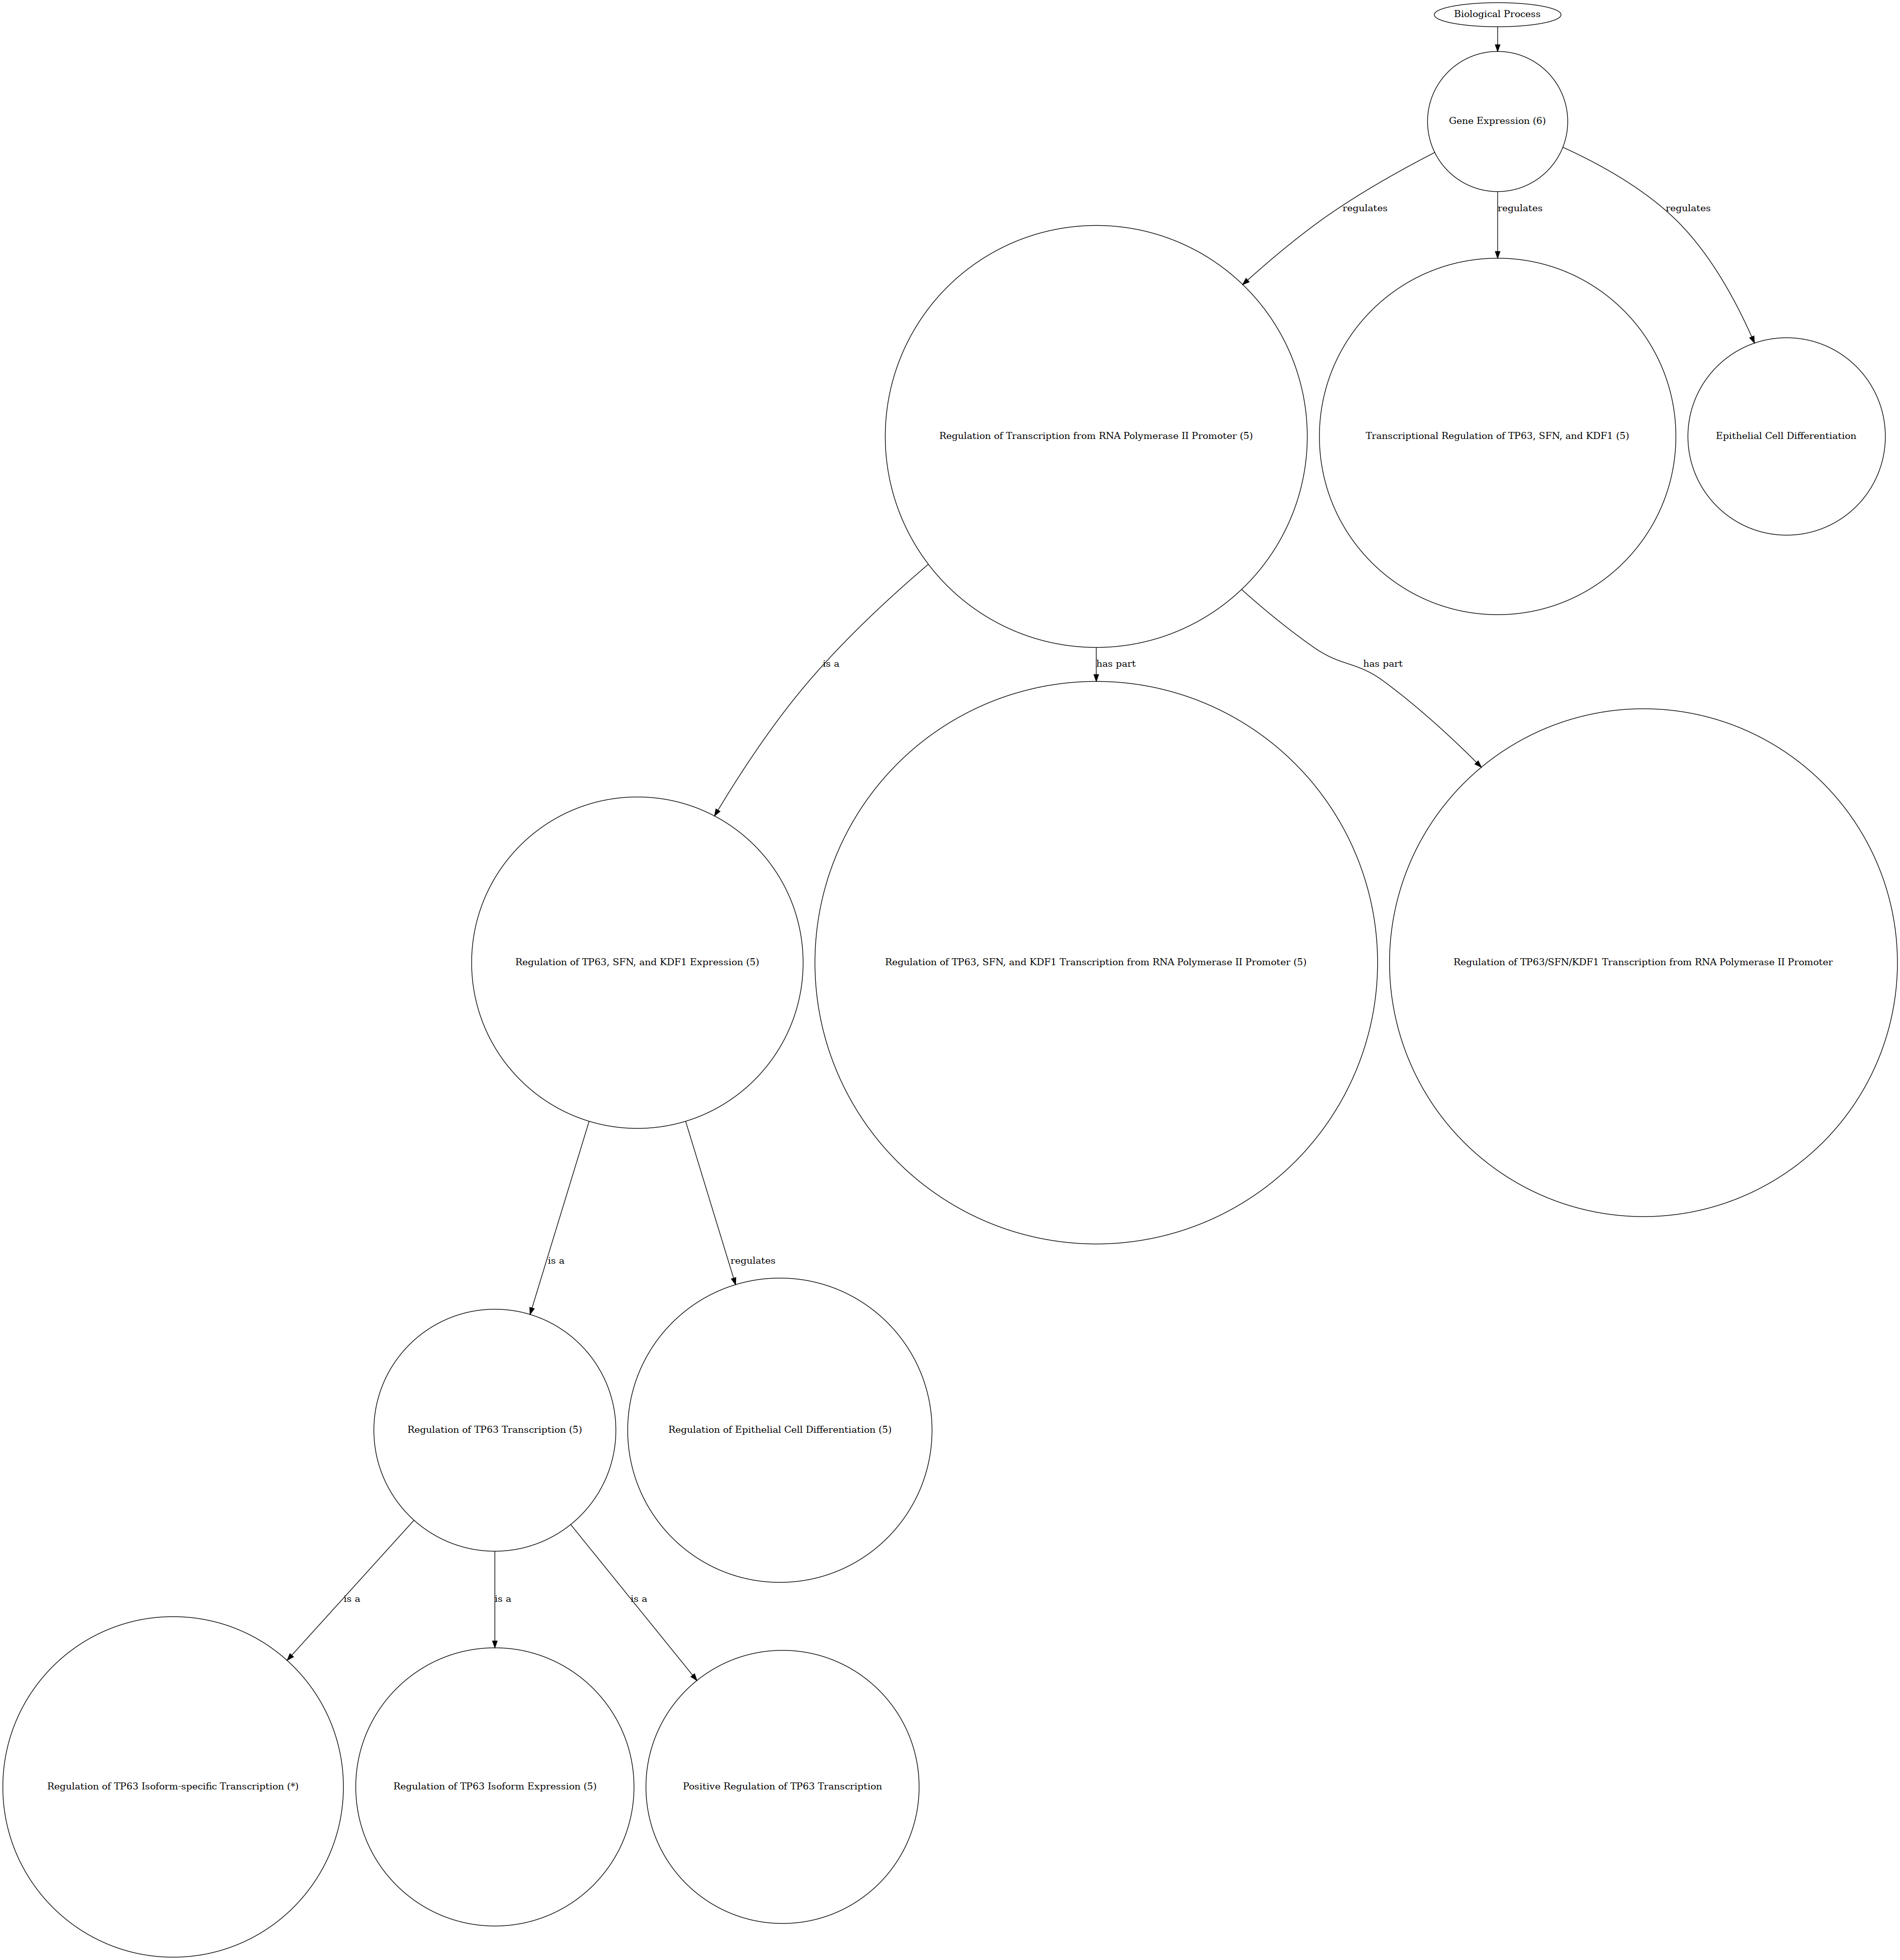 Biological Process
Gene Expression (6)
regulates
regulates
regulates
Regulation of Transcription from RNA Polymerase II Promoter (5)
Transcriptional Regulation of TP63, SFN, and KDF1 (5)
Epithelial Cell Differentiation
is a
has part
has part
Regulation of TP63, SFN, and KDF1 Expression (5)
Regulation of TP63, SFN, and KDF1 Transcription from RNA Polymerase II Promoter (5)
Regulation of TP63/SFN/KDF1 Transcription from RNA Polymerase II Promoter
is a
regulates
Regulation of TP63 Transcription (5)
Regulation of Epithelial Cell Differentiation (5)
is a
is a
is a
Regulation of TP63 Isoform-specific Transcription (*)
Regulation of TP63 Isoform Expression (5)
Positive Regulation of TP63 Transcription